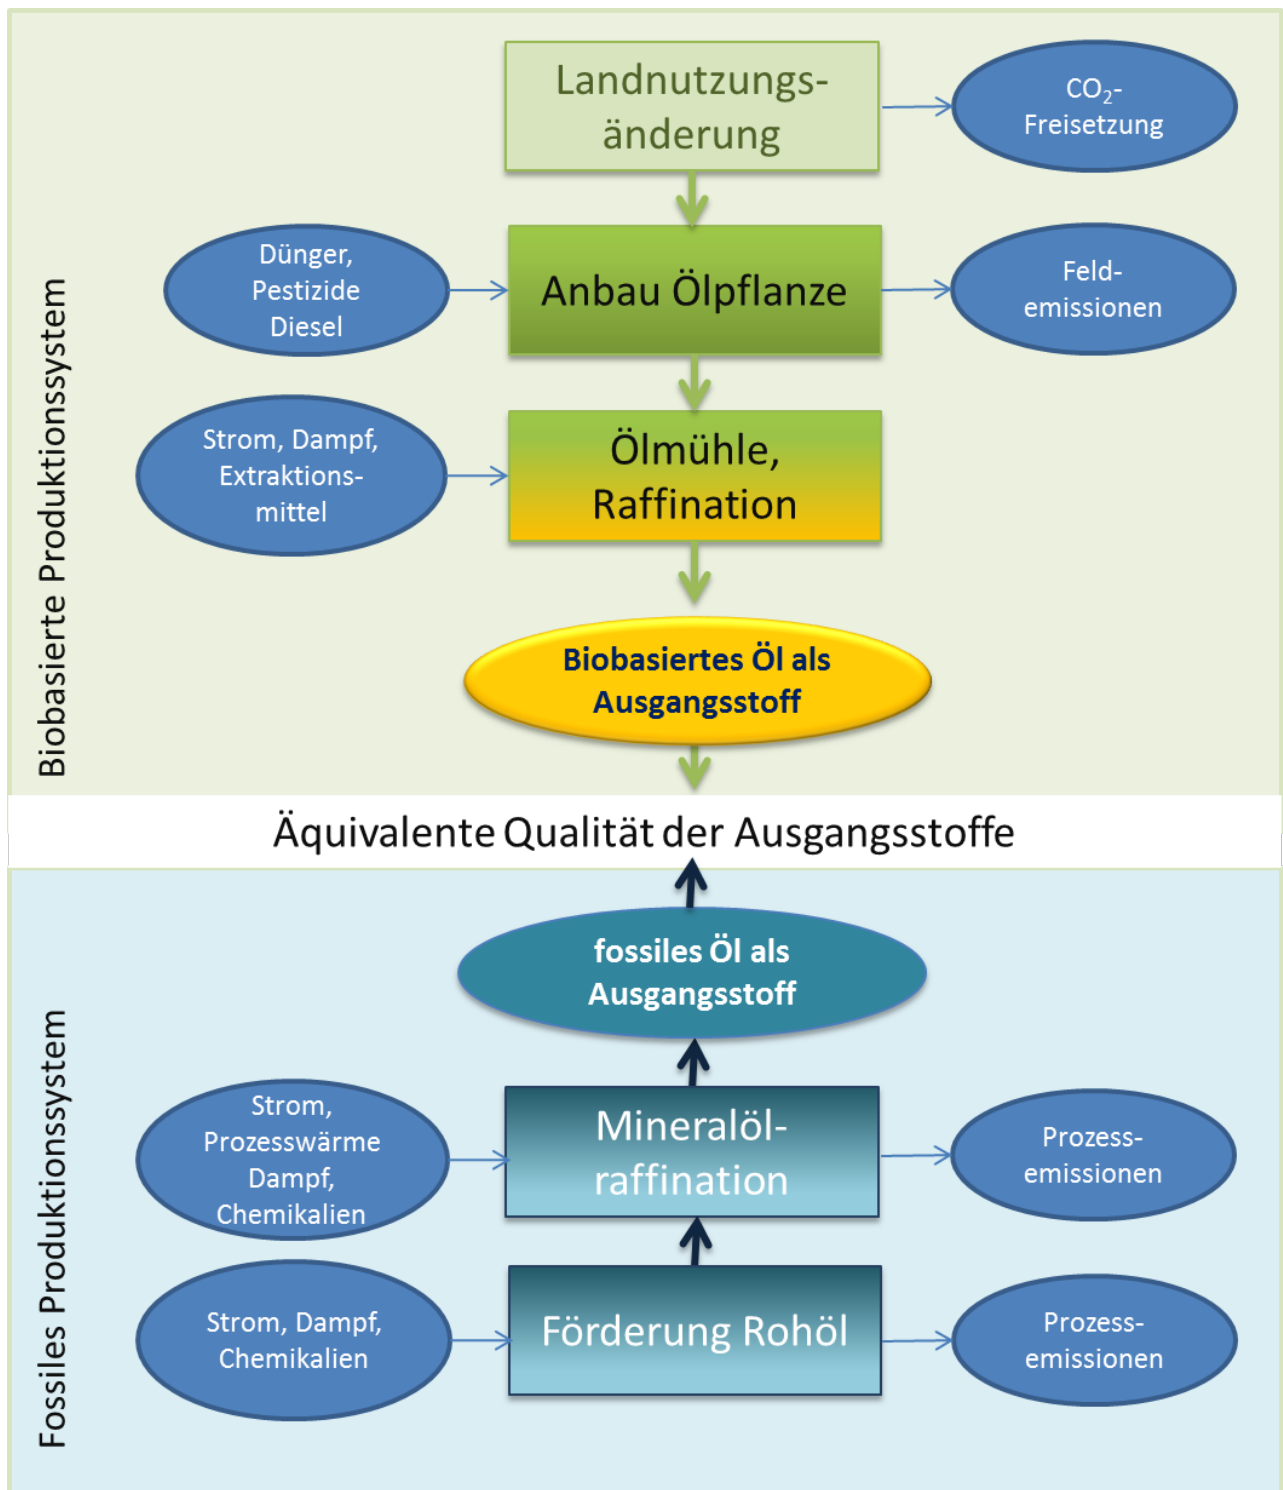 Landnutzungs-
änderung
CO₂-
Freisetzung
Dünger,
Pestizide
Diesel
Anbau Ölpflanze
Feld-
emissionen
Strom, Dampf,
Extraktions-
mittel
Ölmühle,
Raffination
Biobasiertes Öl als
Ausgangsstoff
Biobasierte Produktionssystem
Äquivalente Qualität der Ausgangsstoffe
fossiles Öl als
Ausgangsstoff
Strom,
Prozesswärme
Dampf,
Chemikalien
Mineralöl-
raffination
Prozess-
emissionen
Strom, Dampf,
Chemikalien
Förderung Rohöl
Prozess-
emissionen
Fossiles Produktionssystem